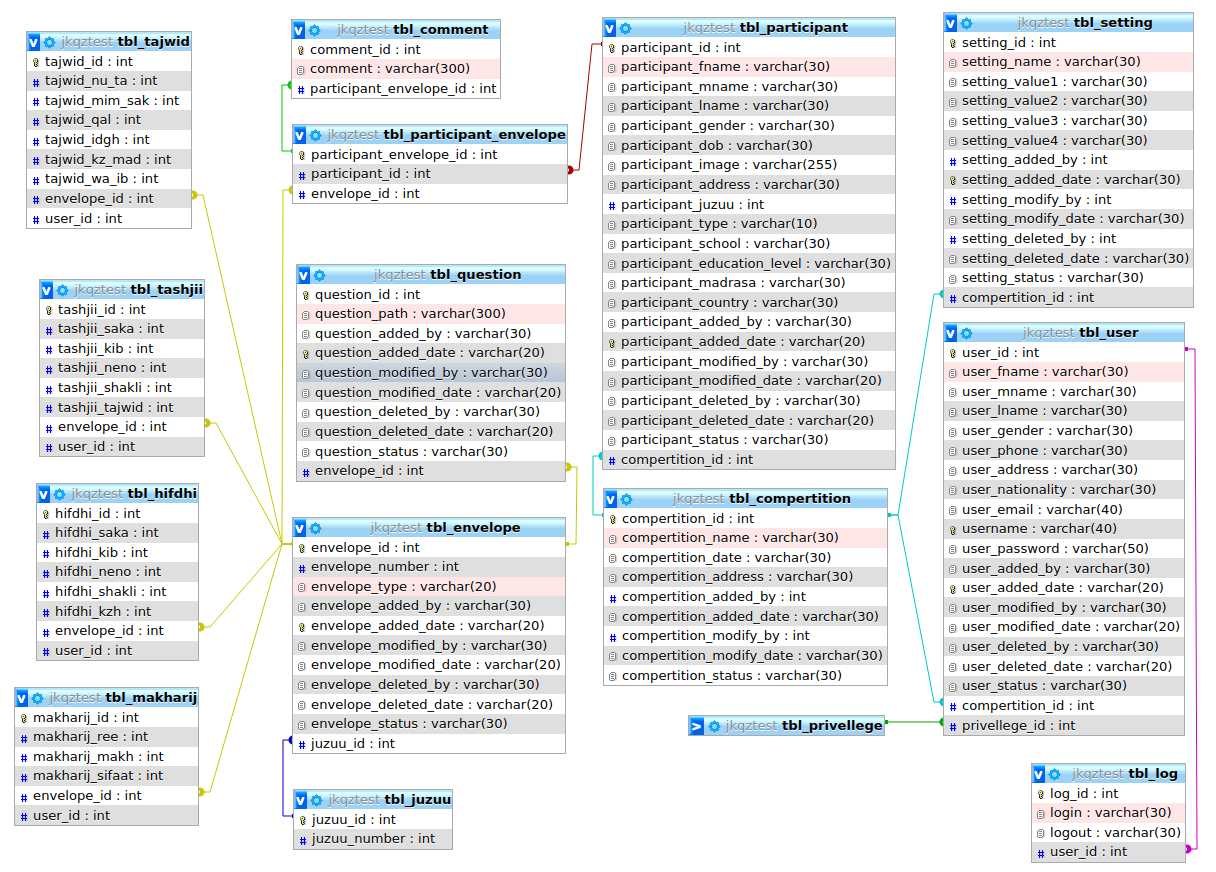 jkqztest tbl_tajwid
tajwid_id : int
tajwid_nu_ta : int
tajwid_mim_sak : int
tajwid_qal : int
tajwid_idgh : int
tajwid_kz_mad : int
tajwid_wa_ib : int
envelope_id : int
user_id : int
jkqztest tbl_tashjii
tashjii_id : int
tashjii_saka : int
tashjii_kib : int
tashjii_neno : int
tashjii_shakli : int
tashjii_tajwid : int
envelope_id : int
user_id : int
jkqztest tbl_hifdhi
hifdhi_id : int
hifdhi_saka : int
hifdhi_kib : int
hifdhi_neno : int
hifdhi_shakli : int
hifdhi_kzh : int
envelope_id : int
user_id : int
jkqztest tbl_makharij
makharij_id : int
makharij_ree : int
makharij_makh : int
makharij_sifaat : int
envelope_id : int
user_id : int
jkqztest tbl_comment
comment_id : int
comment : varchar(300)
participant_envelope_id : int
jkqztest tbl_participant_envelope
participant_envelope_id : int
participant_id : int
envelope_id : int
jkqztest tbl_question
question_id : int
question_path : varchar(300)
question_added_by : varchar(30)
question_added_date : varchar(20)
question_modified_by : varchar(30)
question_modified_date : varchar(20)
question_deleted_by : varchar(30)
question_deleted_date : varchar(20)
question_status : varchar(30)
envelope_id : int
jkqztest tbl_envelope
envelope_id : int
envelope_number : int
envelope_type : varchar(20)
envelope_added_by : varchar(30)
envelope_added_date : varchar(20)
envelope_modified_by : varchar(30)
envelope_modified_date : varchar(20)
envelope_deleted_by : varchar(30)
envelope_deleted_date : varchar(20)
envelope_status : varchar(30)
juzuu_id : int
jkqztest tbl_juzuu
juzuu_id : int
juzuu_number : int
jkqztest tbl_participant
participant_id : int
participant_fname : varchar(30)
participant_mname : varchar(30)
participant_lname : varchar(30)
participant_gender : varchar(30)
participant_dob : varchar(30)
participant_image : varchar(255)
participant_address : varchar(30)
participant_juzuu : int
participant_type : varchar(10)
participant_school : varchar(30)
participant_education_level : varchar(30)
participant_madrasa : varchar(30)
participant_country : varchar(30)
participant_added_by : varchar(30)
participant_added_date : varchar(20)
participant_modified_by : varchar(30)
participant_modified_date : varchar(20)
participant_deleted_by : varchar(30)
participant_deleted_date : varchar(20)
participant_status : varchar(30)
compertition_id : int
jkqztest tbl_compertition
compertition_id : int
compertition_name : varchar(30)
compertition_date : varchar(30)
compertition_address : varchar(30)
compertition_added_by : int
compertition_added_date : varchar(30)
compertition_modify_by : int
compertition_modify_date : varchar(30)
compertition_status : varchar(30)
jkqztest tbl_privellege
jkqztest tbl_setting
setting_id : int
setting_name : varchar(30)
setting_value1 : varchar(30)
setting_value2 : varchar(30)
setting_value3 : varchar(30)
setting_value4 : varchar(30)
setting_added_by : int
setting_added_date : varchar(30)
setting_modify_by : int
setting_modify_date : varchar(30)
setting_deleted_by : int
setting_deleted_date : varchar(30)
setting_status : varchar(30)
compertition_id : int
jkqztest tbl_user
user_id : int
user_fname : varchar(30)
user_mname : varchar(30)
user_lname : varchar(30)
user_gender : varchar(30)
user_phone : varchar(30)
user_address : varchar(30)
user_nationality : varchar(30)
user_email : varchar(40)
username : varchar(40)
user_password : varchar(50)
user_added_by : varchar(30)
user_added_date : varchar(20)
user_modified_by : varchar(30)
user_modified_date : varchar(20)
user_deleted_by : varchar(30)
user_deleted_date : varchar(20)
user_status : varchar(30)
compertition_id : int
privellege_id : int
jkqztest tbl_log
log_id : int
login : varchar(30)
logout : varchar(30)
user_id : int